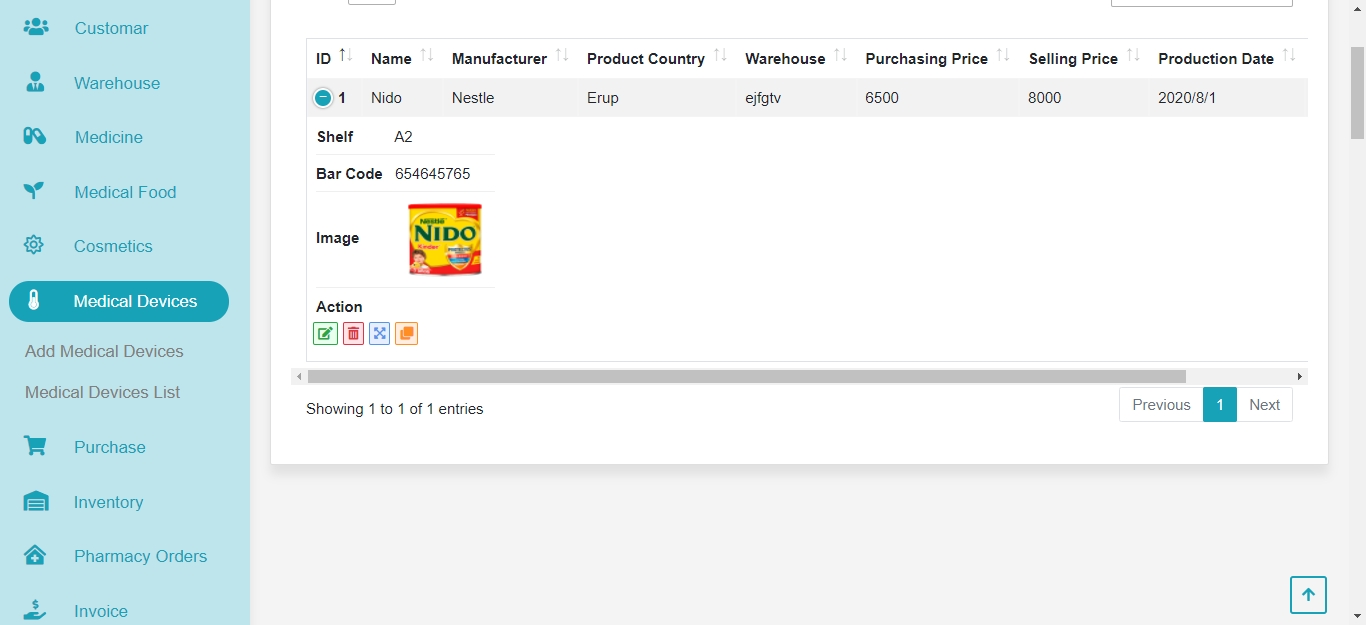 Customar
Warehouse
Medicine
Medical Food
Cosmetics
Medical Devices
Add Medical Devices
Medical Devices List
Purchase
Inventory
Pharmacy Orders
Invoice
ID Name Manufacturer Product Country Warehouse Purchasing Price Selling Price Production Date
1 Nido Nestle Erup ejfgtv 6500 8000 2020/8/1
Shelf A2
Bar Code 654645765
Image
Nestle
NIDO
Kinder
Action
Showing 1 to 1 of 1 entries
Previous 1 Next